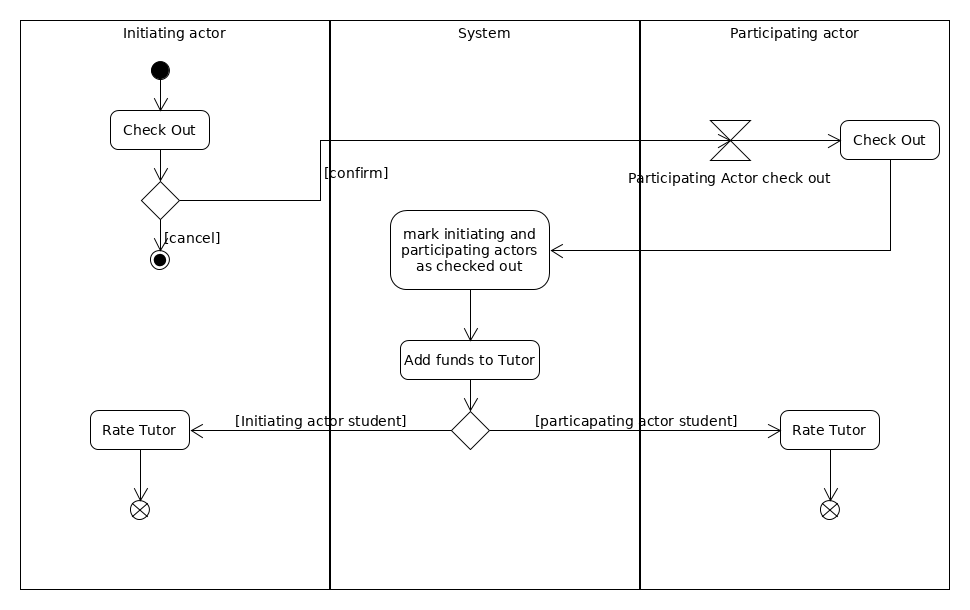 Initiating actor
System
Participating actor
Check Out
Check Out
[confirm]
Participating Actor check out
mark initiating and
participating actors
as checked out
[cancel]
Add funds to Tutor
[Initiating actor student]
[particapating actor student]
Rate Tutor
Rate Tutor